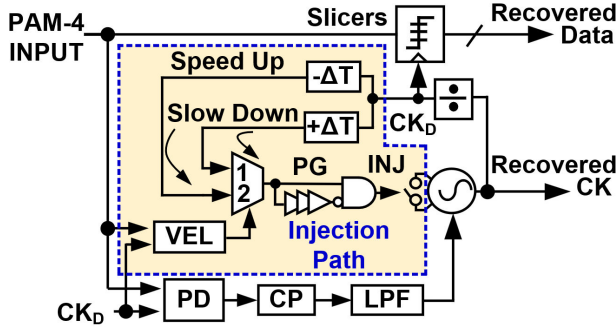 PAM-4
INPUT
Slicers
Recovered
Data
Speed Up
-ΔT
Slow Down
+ΔT
CKD
÷
1
2
PG
INJ
Recovered
CK
VEL
Injection
Path
CKD
PD
CP
LPF